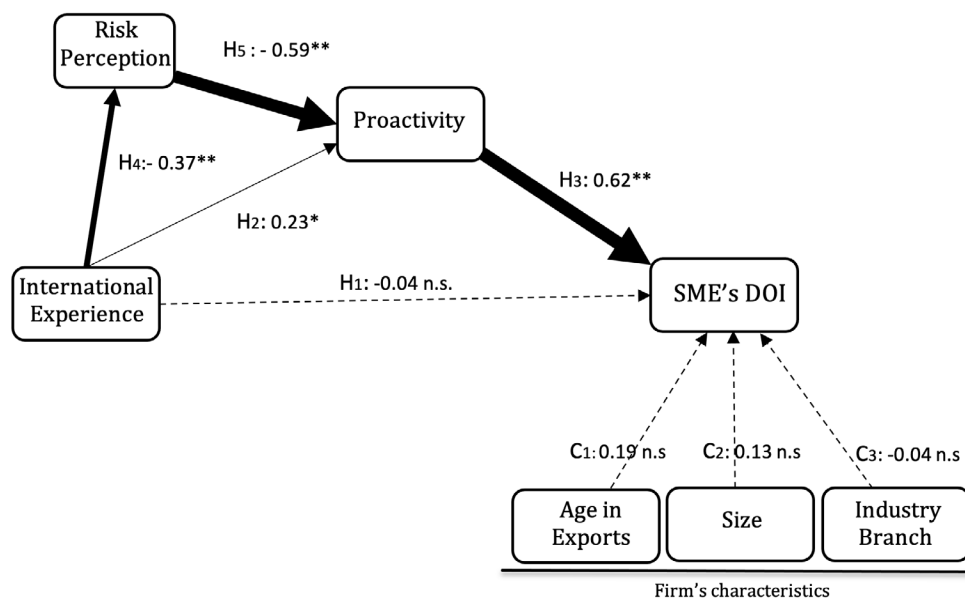 Risk
Perception
H5 : - 0.59**
Proactivity
H4:- 0.37**
H3: 0.62**
H2: 0.23*
International
Experience
H1: -0.04 n.s.
SME's DOI
C1: 0.19 n.s
C2: 0.13 n.s
C3: -0.04 n.s
Age in
Exports
Size
Industry
Branch
Firm's characteristics